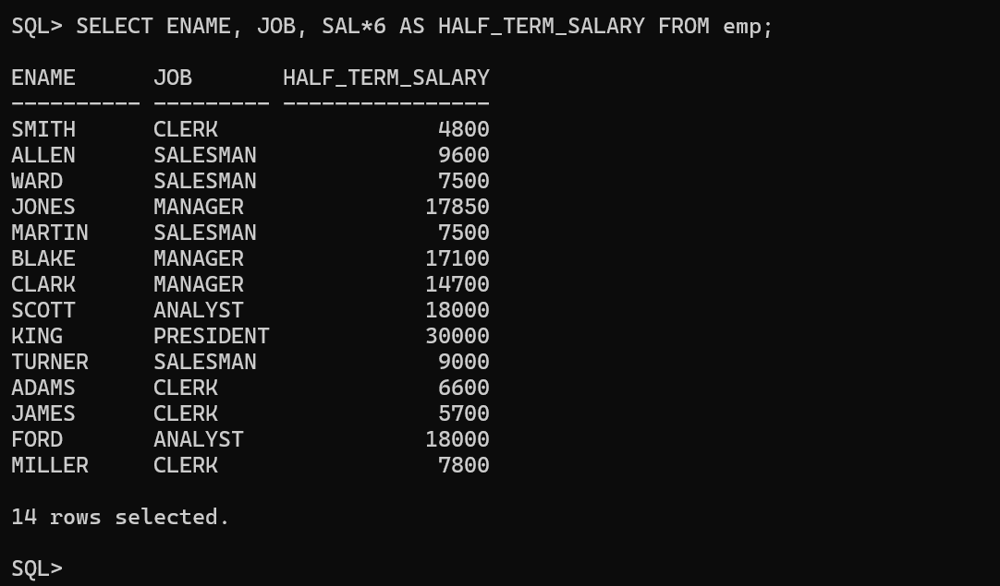 SQL> SELECT ENAME, JOB, SAL*6 AS HALF_TERM_SALARY FROM emp;
ENAME      JOB       HALF_TERM_SALARY
---------- --------- ----------------
SMITH      CLERK                 4800
ALLEN      SALESMAN              9600
WARD       SALESMAN              7500
JONES      MANAGER              17850
MARTIN     SALESMAN              7500
BLAKE      MANAGER              17100
CLARK      MANAGER              14700
SCOTT      ANALYST              18000
KING       PRESIDENT            30000
TURNER     SALESMAN              9000
ADAMS      CLERK                 6600
JAMES      CLERK                 5700
FORD       ANALYST              18000
MILLER     CLERK                 7800
14 rows selected.
SQL>